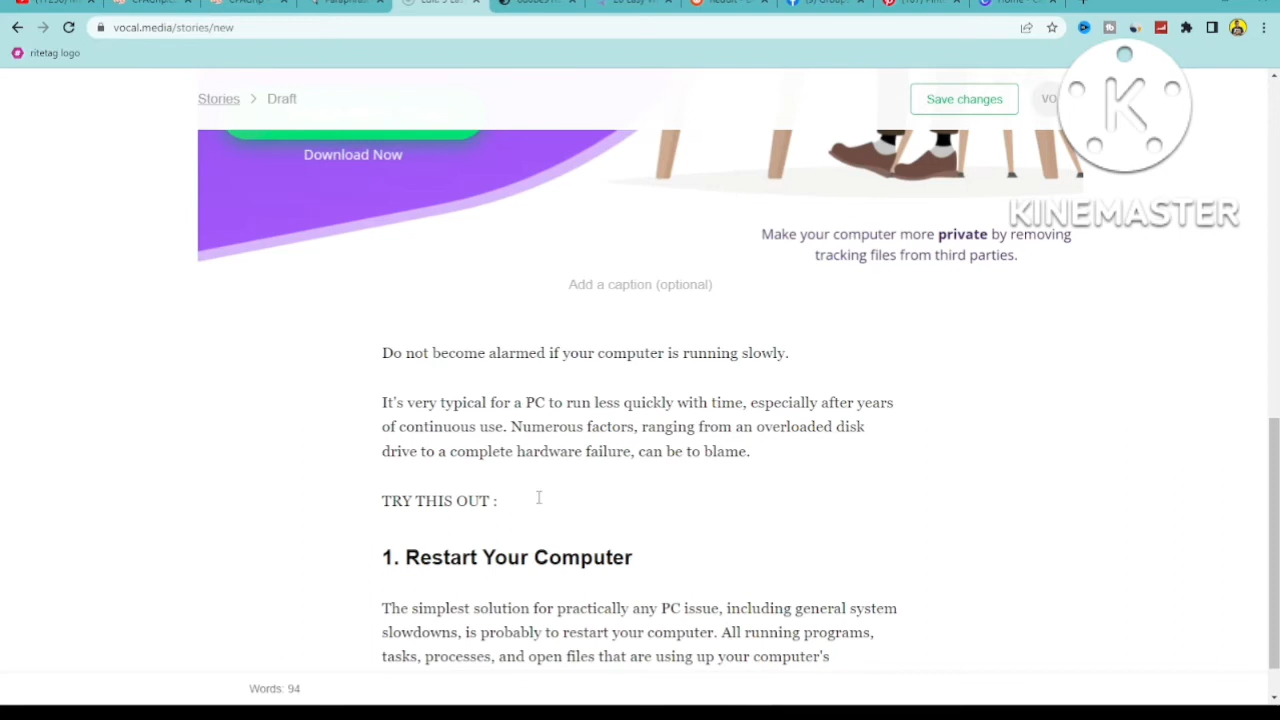 vocal.media/stories/new
ritetag logo
Stories > Draft
Save changes
VO
KINEMASTER
Download Now
Make your computer more private by removing
tracking files from third parties.
Add a caption (optional)
Do not become alarmed if your computer is running slowly.
It's very typical for a PC to run less quickly with time, especially after years
of continuous use. Numerous factors, ranging from an overloaded disk
drive to a complete hardware failure, can be to blame.
TRY THIS OUT :
1. Restart Your Computer
The simplest solution for practically any PC issue, including general system
slowdowns, is probably to restart your computer. All running programs,
tasks, processes, and open files that are using up your computer's
Words: 94